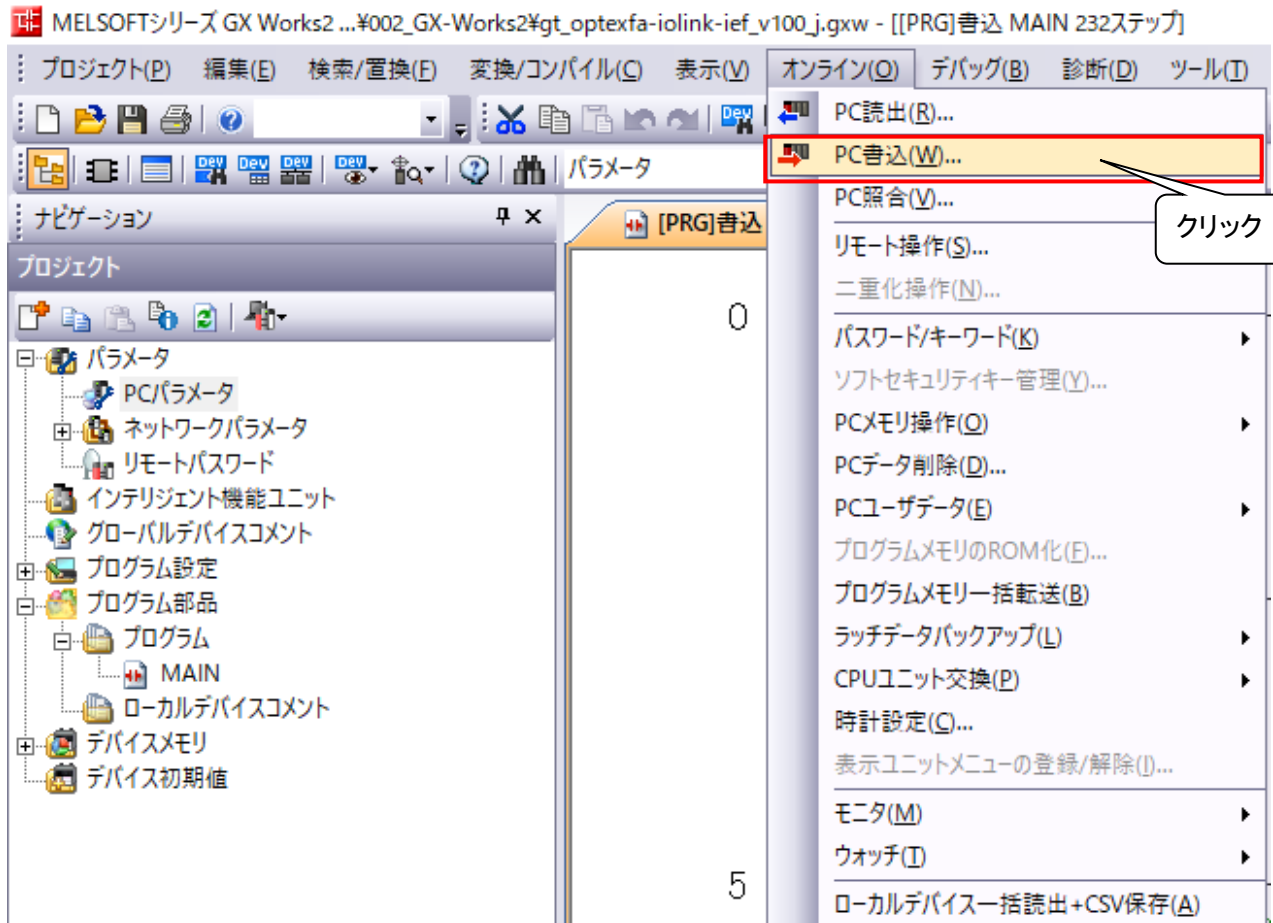 MELSOFTシリーズ GX Works2 ...¥002_GX-Works2¥gt_optexfa-iolink-ief_v100_j.gxw - [[PRG]書込 MAIN 232ステップ]
プロジェクト(P) 編集(E) 検索/置換(F) 変換/コンパイル(C) 表示(V) オンライン(O) デバッグ(B) 診断(D) ツール(T)
パラメータ
ナビゲーション
プロジェクト
パラメータ
PCパラメータ
ネットワークパラメータ
リモートパスワード
インテリジェント機能ユニット
グローバルデバイスコメント
プログラム設定
プログラム部品
プログラム
MAIN
ローカルデバイスコメント
デバイスメモリ
デバイス初期値
[PRG]書込
0
5
PC読出(R)...
PC書込(W)...
クリック
PC照合(V)...
リモート操作(S)...
二重化操作(N)...
パスワード/キーワード(K)
ソフトセキュリティキー管理(Y)...
PCメモリ操作(O)
PCデータ削除(D)...
PCユーザデータ(E)
プログラムメモリのROM化(F)...
プログラムメモリ一括転送(B)
ラッチデータバックアップ(L)
CPUユニット交換(P)
時計設定(C)...
表示ユニットメニューの登録/解除(I)...
モニタ(M)
ウォッチ(T)
ローカルデバイス一括読出+CSV保存(A)